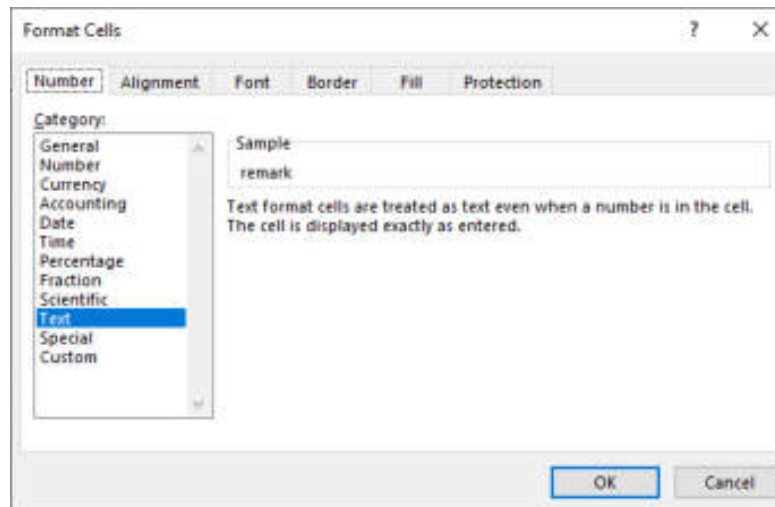 Format Cells
?
Number Alignment Font Border Fill Protection
Category:
General
Number
Currency
Accounting
Date
Time
Percentage
Fraction
Scientific
Text
Special
Custom
Sample
remark
Text format cells are treated as text even when a number is in the cell.
The cell is displayed exactly as entered.
OK Cancel